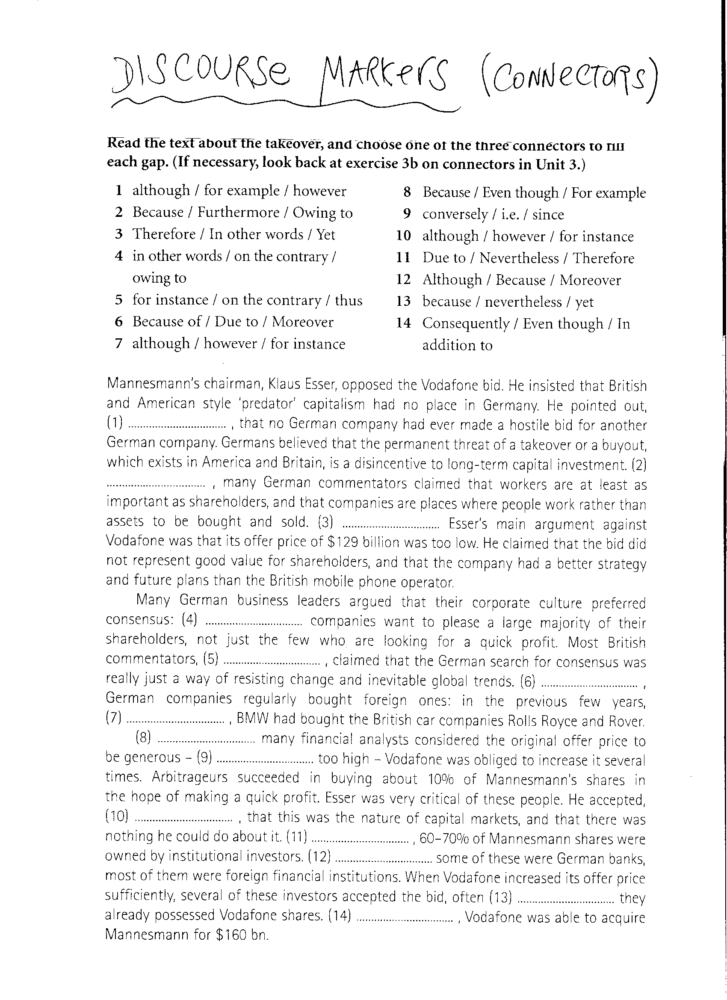 DISCOURSE MARKERS (CONNECTORS)
Read the text about the takeover, and choose one of the three connectors to fill
each gap. (If necessary, look back at exercise 3b on connectors in Unit 3.)
1 although / for example / however
2 Because / Furthermore / Owing to
3 Therefore / In other words / Yet
4 in other words / on the contrary /
owing to
5 for instance / on the contrary / thus
6 Because of / Due to / Moreover
7 although / however / for instance
8 Because / Even though / For example
9 conversely / i.e. / since
10 although / however / for instance
11 Due to / Nevertheless / Therefore
12 Although / Because / Moreover
13 because / nevertheless / yet
14 Consequently / Even though / In
addition to
Mannesmann's chairman, Klaus Esser, opposed the Vodafone bid. He insisted that British
and American style 'predator' capitalism had no place in Germany. He pointed out,
(1) ................................ , that no German company had ever made a hostile bid for another
German company. Germans believed that the permanent threat of a takeover or a buyout,
which exists in America and Britain, is a disincentive to long-term capital investment. (2)
................................ , many German commentators claimed that workers are at least as
important as shareholders, and that companies are places where people work rather than
assets to be bought and sold. (3) ................................ Esser's main argument against
Vodafone was that its offer price of $129 billion was too low. He claimed that the bid did
not represent good value for shareholders, and that the company had a better strategy
and future plans than the British mobile phone operator.
Many German business leaders argued that their corporate culture preferred
consensus: (4) ................................ companies want to please a large majority of their
shareholders, not just the few who are looking for a quick profit. Most British
commentators, (5) ................................ , claimed that the German search for consensus was
really just a way of resisting change and inevitable global trends. (6) ................................ ,
German companies regularly bought foreign ones: in the previous few years,
(7) ................................ , BMW had bought the British car companies Rolls Royce and Rover.
(8) ................................ many financial analysts considered the original offer price to
be generous – (9) ................................ too high – Vodafone was obliged to increase it several
times. Arbitrageurs succeeded in buying about 10% of Mannesmann's shares in
the hope of making a quick profit. Esser was very critical of these people. He accepted,
(10) ................................ , that this was the nature of capital markets, and that there was
nothing he could do about it. (11) ................................ , 60–70% of Mannesmann shares were
owned by institutional investors. (12) ................................ some of these were German banks,
most of them were foreign financial institutions. When Vodafone increased its offer price
sufficiently, several of these investors accepted the bid, often (13) ................................ they
already possessed Vodafone shares. (14) ................................ , Vodafone was able to acquire
Mannesmann for $160 bn.